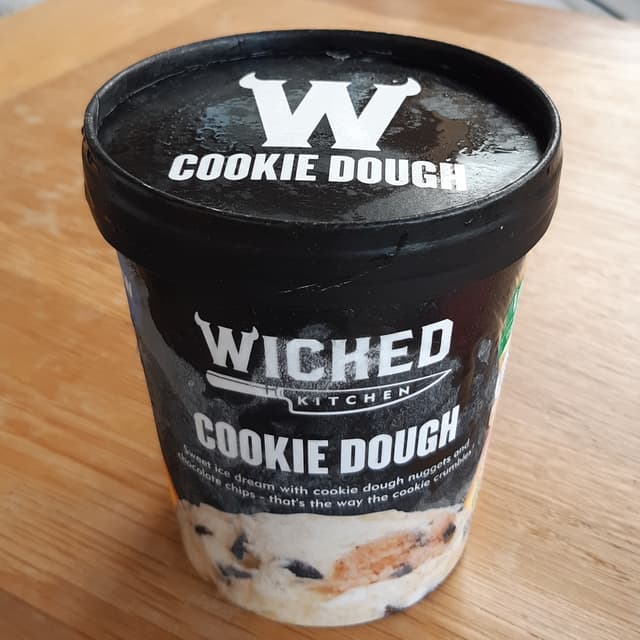 W
COOKIE DOUGH
WICKED
KITCHEN
COOKIE DOUGH
Sweet ice dream with cookie dough nuggets and
chocolate chips - that's the way the cookie crumbles